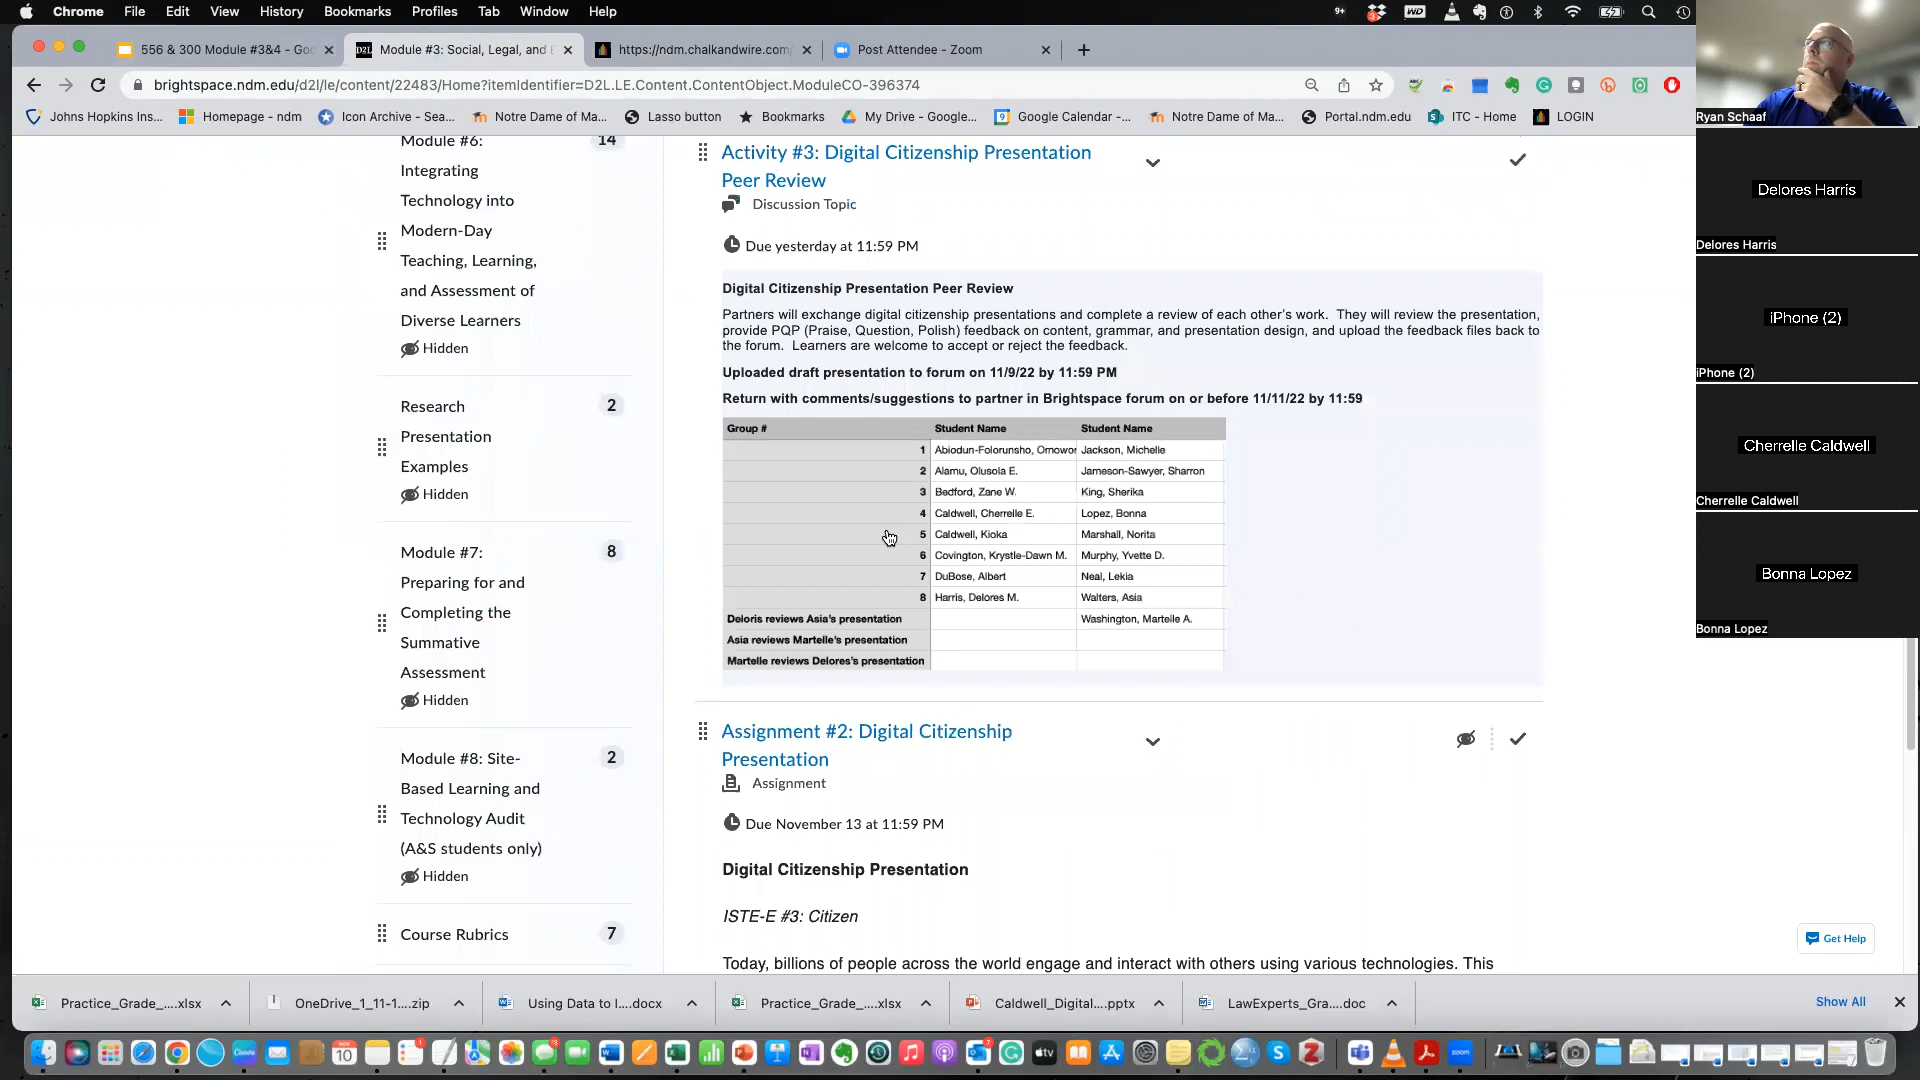 Chrome File Edit View History Bookmarks Profiles Tab Window Help
9+
WD
556 & 300 Module #3&4 - Goo
D2L Module #3: Social, Legal, and E
https://ndm.chalkandwire.com
Post Attendee - Zoom
brightspace.ndm.edu/d2l/le/content/22483/Home?itemIdentifier=D2L.LE.Content.ContentObject.ModuleCO-396374
Johns Hopkins Ins...
Homepage - ndm
Icon Archive - Sea...
Notre Dame of Ma...
Lasso button
Bookmarks
My Drive - Google...
Google Calendar -...
Notre Dame of Ma...
Portal.ndm.edu
ITC - Home
LOGIN
Module #6:
Integrating
Technology into
Modern-Day
Teaching, Learning,
and Assessment of
Diverse Learners
14
Hidden
Research
Presentation
Examples
2
Hidden
Module #7:
Preparing for and
Completing the
Summative
Assessment
8
Hidden
Module #8: Site-
Based Learning and
Technology Audit
(A&S students only)
2
Hidden
Course Rubrics
7
Activity #3: Digital Citizenship Presentation
Peer Review
Discussion Topic
Due yesterday at 11:59 PM
Digital Citizenship Presentation Peer Review
Partners will exchange digital citizenship presentations and complete a review of each other's work. They will review the presentation,
provide PQP (Praise, Question, Polish) feedback on content, grammar, and presentation design, and upload the feedback files back to
the forum. Learners are welcome to accept or reject the feedback.
Uploaded draft presentation to forum on 11/9/22 by 11:59 PM
Return with comments/suggestions to partner in Brightspace forum on or before 11/11/22 by 11:59
Group # Student Name Student Name
1 Abiodun-Folorunsho, Omowor Jackson, Michelle
2 Alamu, Olusola E. Jameson-Sawyer, Sharron
3 Bedford, Zane W. King, Sherika
4 Caldwell, Cherrelle E. Lopez, Bonna
5 Caldwell, Kioka Marshall, Norita
6 Covington, Krystle-Dawn M. Murphy, Yvette D.
7 DuBose, Albert Neal, Lekia
8 Harris, Delores M. Walters, Asia
Deloris reviews Asia's presentation Washington, Martelle A.
Asia reviews Martelle's presentation
Martelle reviews Delores's presentation
Assignment #2: Digital Citizenship
Presentation
Assignment
Due November 13 at 11:59 PM
Digital Citizenship Presentation
ISTE-E #3: Citizen
Today, billions of people across the world engage and interact with others using various technologies. This
Get Help
Ryan Schaaf
Delores Harris
Delores Harris
iPhone (2)
iPhone (2)
Cherrelle Caldwell
Cherrelle Caldwell
Bonna Lopez
Bonna Lopez
Practice_Grade_....xlsx
OneDrive_1_11-1....zip
Using Data to I....docx
Practice_Grade_....xlsx
Caldwell_Digital....pptx
LawExperts_Gra....doc
Show All
NOV
10
tv
zoom